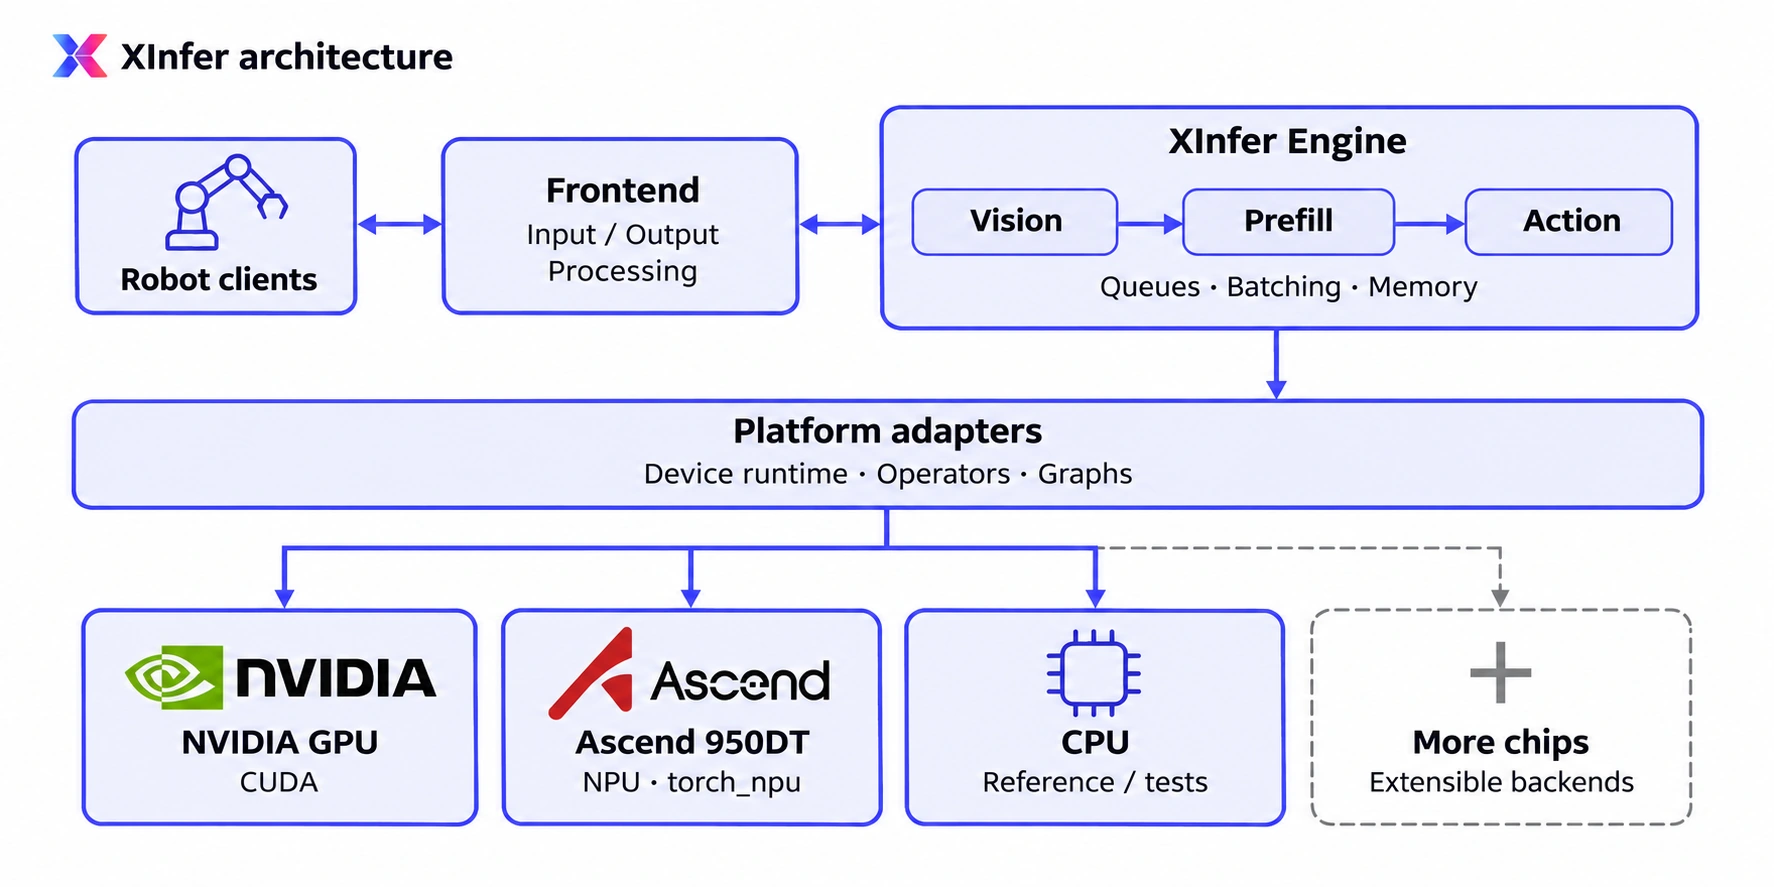 XInfer architecture
Robot clients
Frontend
Input / Output
Processing
XInfer Engine
Vision
Prefill
Action
Queues · Batching · Memory
Platform adapters
Device runtime · Operators · Graphs
NVIDIA
NVIDIA GPU
CUDA
Ascend
Ascend 950DT
NPU · torch_npu
CPU
Reference / tests
More chips
Extensible backends